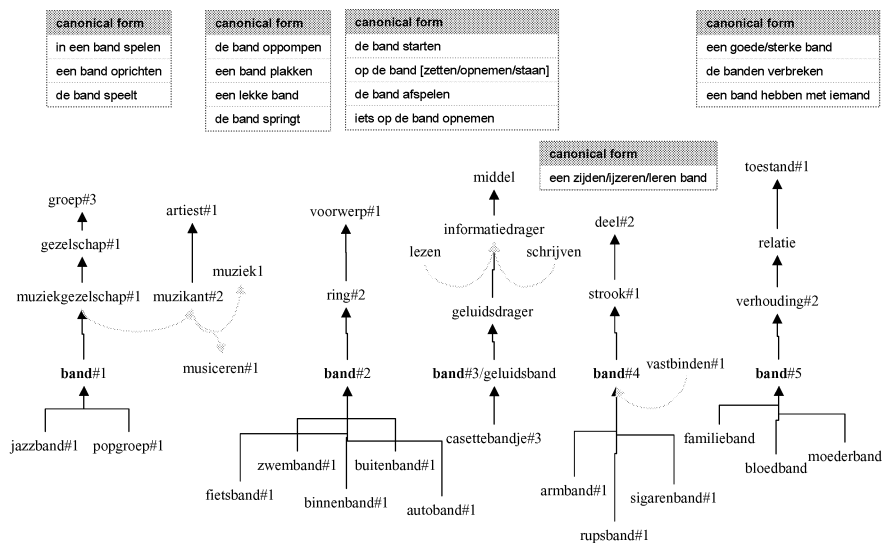 canonical form
in een band spelen
een band oprichten
de band speelt
canonical form
de band oppompen
een band plakken
een lekke band
de band springt
canonical form
de band starten
op de band [zetten/opnemen/staan]
de band afspelen
iets op de band opnemen
canonical form
een goede/sterke band
de banden verbreken
een band hebben met iemand
canonical form
een zijden/ijzeren/leren band
groep#3
gezelschap#1
muziekgezelschap#1
band#1
jazzband#1
popgroep#1
artiest#1
muziek1
muzikant#2
musiceren#1
voorwerp#1
ring#2
band#2
zwemband#1
buitenband#1
fietsband#1
binnenband#1
autoband#1
middel
informatiedrager
lezen
schrijven
geluidsdrager
band#3/geluidsband
casettebandje#3
deel#2
strook#1
vastbinden#1
band#4
armband#1
sigarenband#1
rupsband#1
toestand#1
relatie
verhouding#2
band#5
familieband
bloedband
moederband